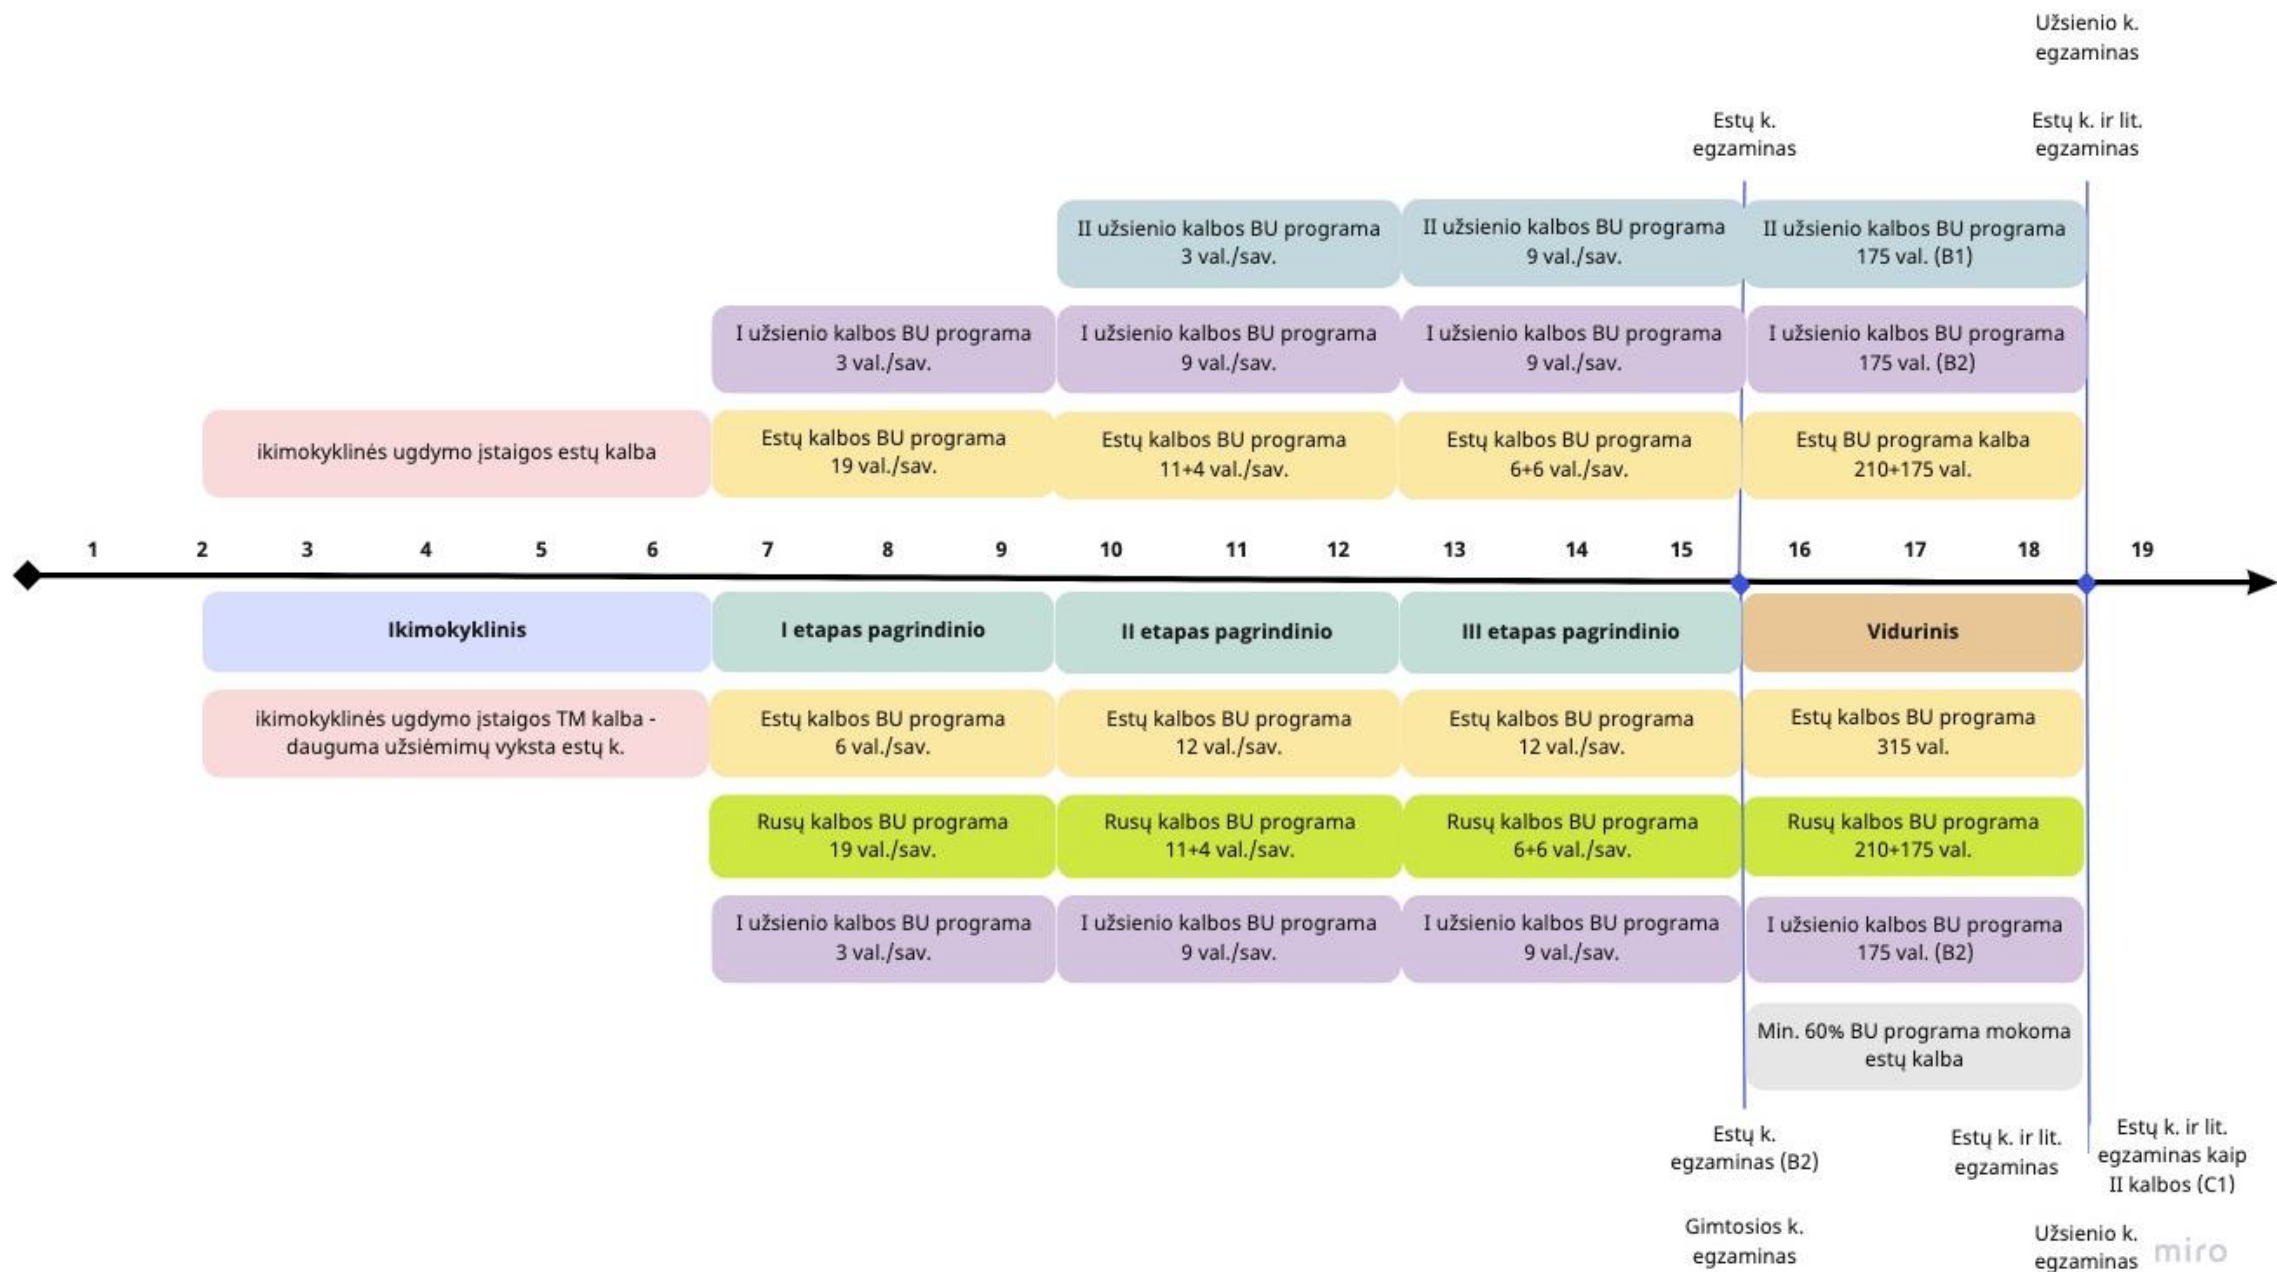 Užsienio k.
egzaminas
Estų k.
egzaminas
Estų k. ir lit.
egzaminas
II užsienio kalbos BU programa
3 val./sav.
II užsienio kalbos BU programa
9 val./sav.
II užsienio kalbos BU programa
175 val. (B1)
I užsienio kalbos BU programa
3 val./sav.
I užsienio kalbos BU programa
9 val./sav.
I užsienio kalbos BU programa
9 val./sav.
I užsienio kalbos BU programa
175 val. (B2)
ikimokyklinės ugdymo įstaigos estų kalba
Estų kalbos BU programa
19 val./sav.
Estų kalbos BU programa
11+4 val./sav.
Estų kalbos BU programa
6+6 val./sav.
Estų BU programa kalba
210+175 val.
1 2 3 4 5 6 7 8 9 10 11 12 13 14 15 16 17 18 19
Ikimokyklinis
I etapas pagrindinio
II etapas pagrindinio
III etapas pagrindinio
Vidurinis
ikimokyklinės ugdymo įstaigos TM kalba -
dauguma užsiėmimų vyksta estų k.
Estų kalbos BU programa
6 val./sav.
Estų kalbos BU programa
12 val./sav.
Estų kalbos BU programa
12 val./sav.
Estų kalbos BU programa
315 val.
Rusų kalbos BU programa
19 val./sav.
Rusų kalbos BU programa
11+4 val./sav.
Rusų kalbos BU programa
6+6 val./sav.
Rusų kalbos BU programa
210+175 val.
I užsienio kalbos BU programa
3 val./sav.
I užsienio kalbos BU programa
9 val./sav.
I užsienio kalbos BU programa
9 val./sav.
I užsienio kalbos BU programa
175 val. (B2)
Min. 60% BU programa mokoma
estų kalba
Estų k.
egzaminas (B2)
Estų k. ir lit.
egzaminas
Estų k. ir lit.
egzaminas kaip
II kalbos (C1)
Gimtosios k.
egzaminas
Užsienio k.
egzaminas
miro